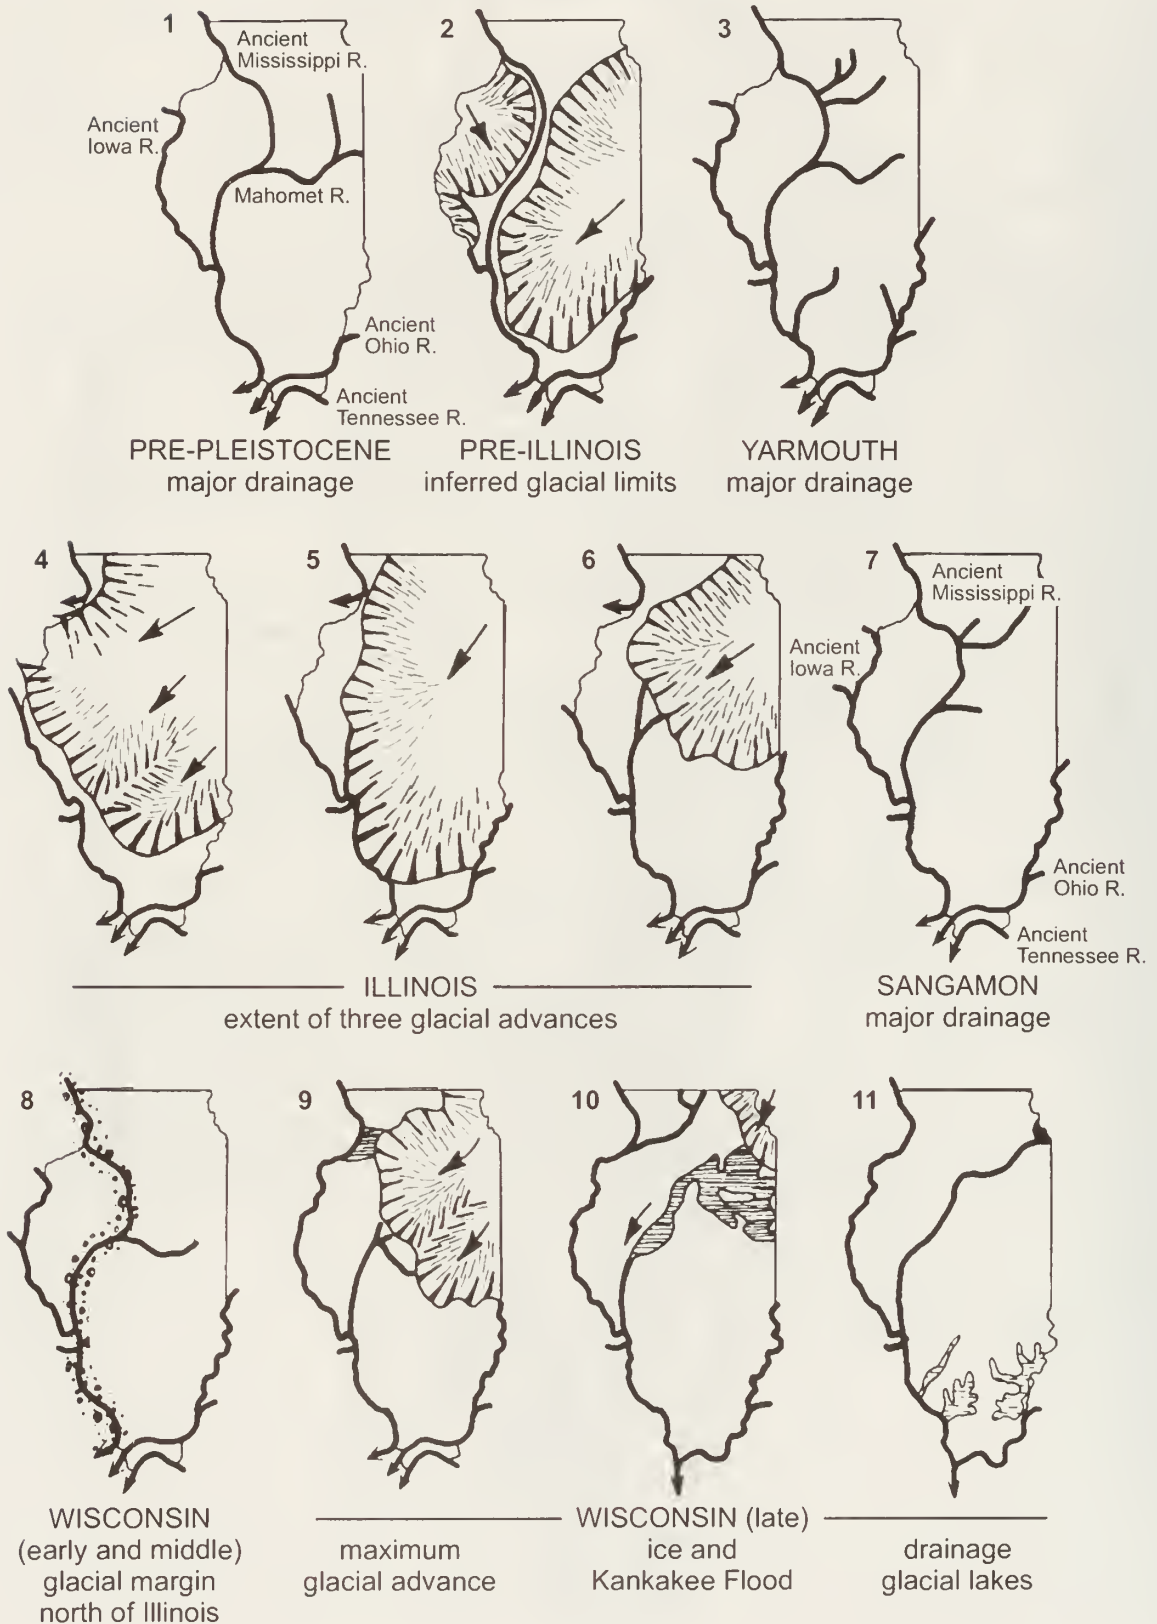 1
Ancient
Mississippi R.
Ancient
Iowa R.
Mahomet R.
Ancient
Ohio R.
Ancient
Tennessee R.
PRE-PLEISTOCENE
major drainage
2
PRE-ILLINOIS
inferred glacial limits
3
YARMOUTH
major drainage
4
5
6
ILLINOIS
extent of three glacial advances
7
Ancient
Mississippi R.
Ancient
Iowa R.
Ancient
Ohio R.
Ancient
Tennessee R.
SANGAMON
major drainage
8
WISCONSIN
(early and middle)
glacial margin
north of Illinois
9
10
11
WISCONSIN (late)
maximum
glacial advance
ice and
Kankakee Flood
drainage
glacial lakes